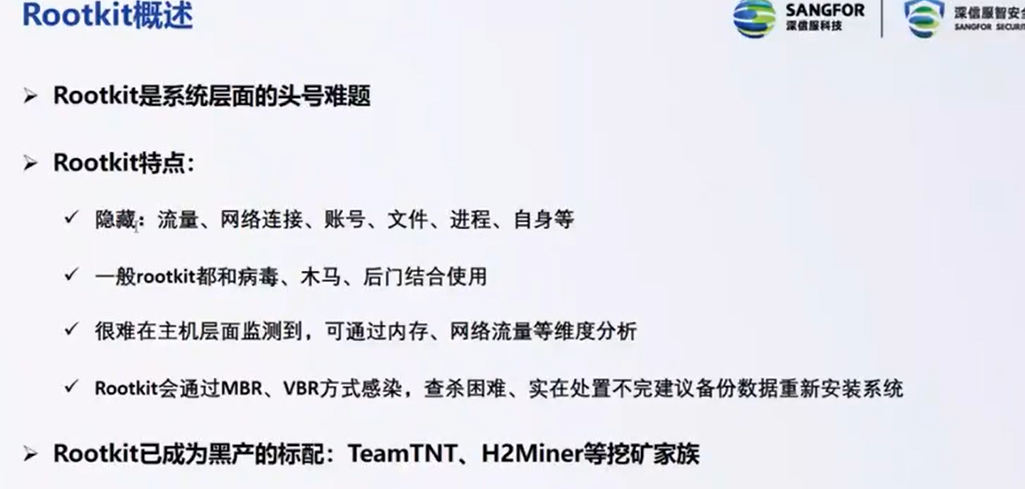 Rootkit概述
SANGFOR
深信服科技
深信服智安全
SANGFOR SECURIT
Rootkit是系统层面的头号难题
Rootkit特点：
隐藏：流量、网络连接、账号、文件、进程、自身等
一般rootkit都和病毒、木马、后门结合使用
很难在主机层面监测到，可通过内存、网络流量等维度分析
Rootkit会通过MBR、VBR方式感染，查杀困难、实在处置不完建议备份数据重新安装系统
Rootkit已成为黑产的标配：TeamTNT、H2Miner等挖矿家族